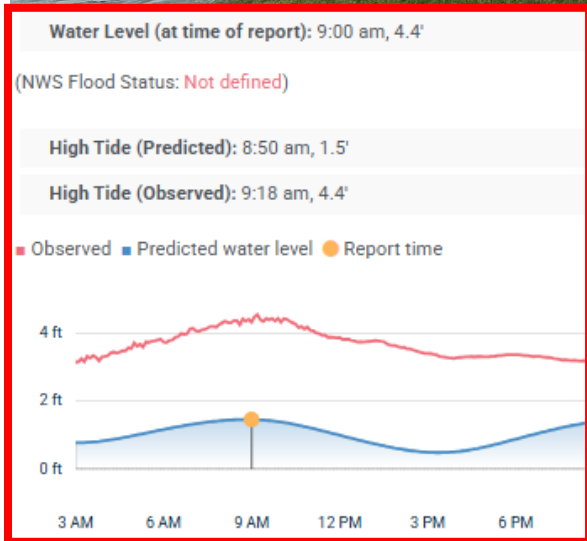 Water Level (at time of report): 9:00 am, 4.4'
(NWS Flood Status: Not defined)
High Tide (Predicted): 8:50 am, 1.5'
High Tide (Observed): 9:18 am, 4.4'
Observed Predicted water level Report time
4 ft
2 ft
0 ft
3 AM 6 AM 9 AM 12 PM 3 PM 6 PM